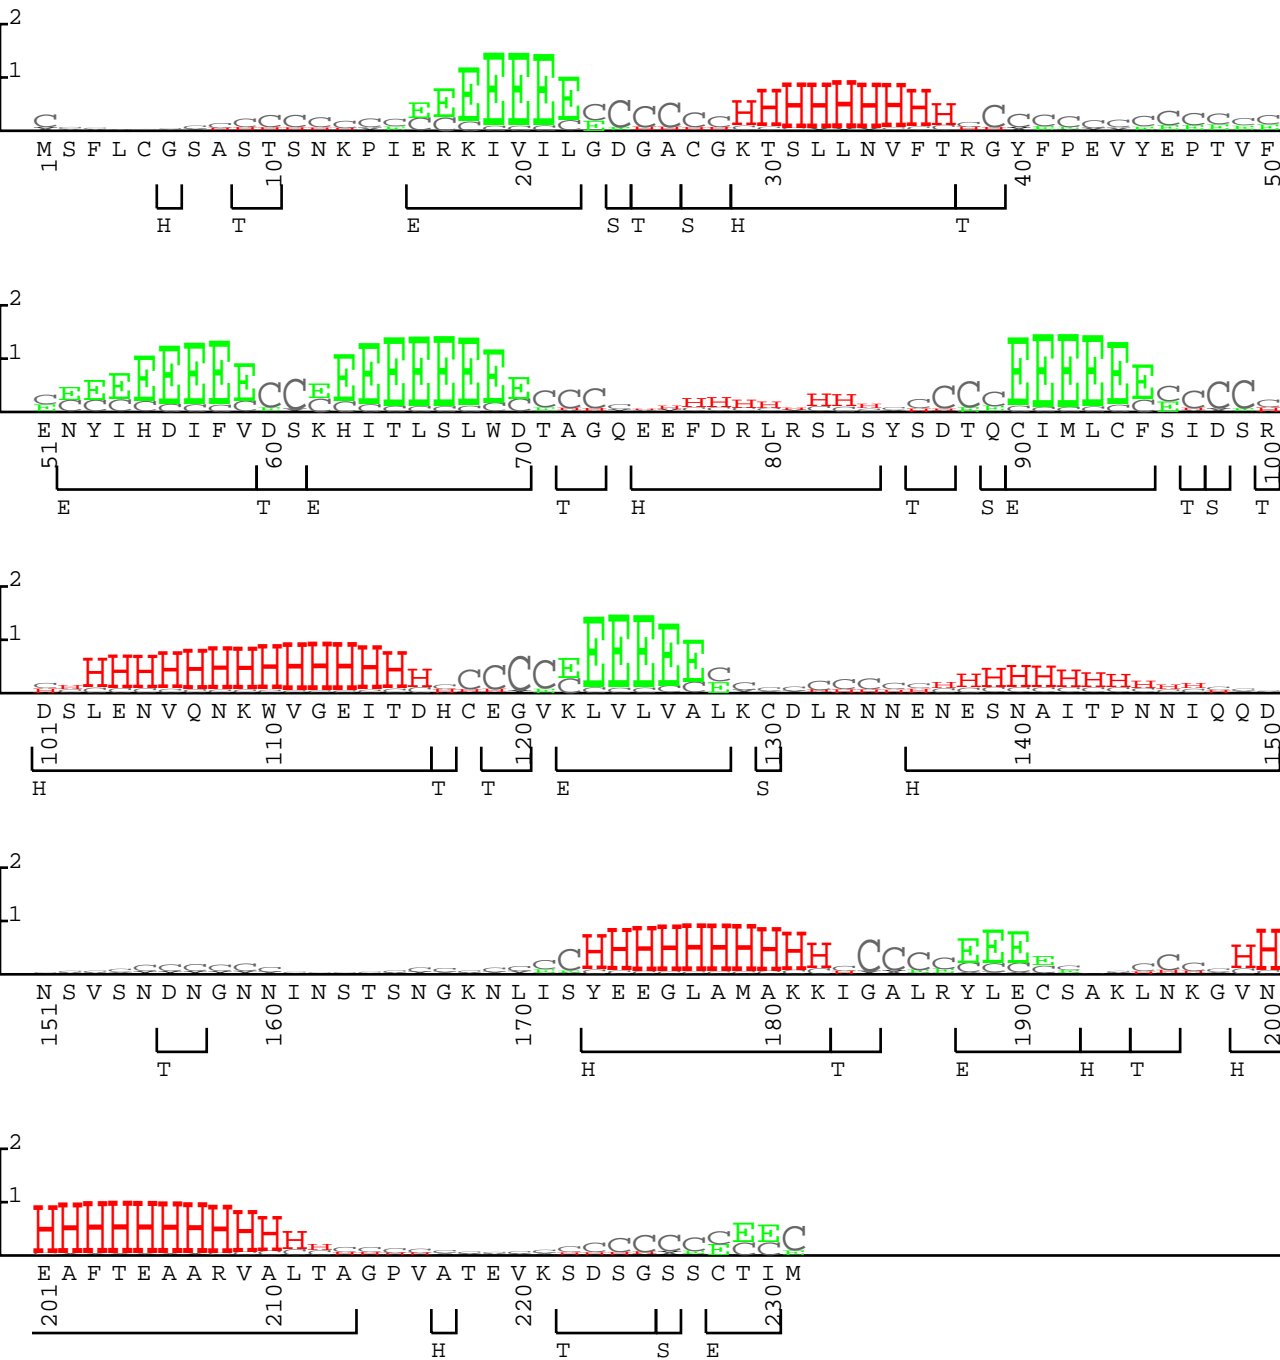 2
1
E E E E E E E C C C C C C H H H H H H H H H C
M S F L C G S A S T S N K P I E R K I V I L G D G A C G K T S L L N V F T R G Y F P E V Y E P T V F
1 10 20 30 40 50
H T E S T S H T
2
1
E E E E E E E E C C E E E E E E E E E C C C H H H H H H C C C E E E E E E C C C C
E N Y I H D I F V D S K H I T L S L W D T A G Q E E F D R L R S L S Y S D T Q C I M L C F S I D S R
51 60 70 80 90 100
E T E T H T S E T S T
2
1
H H H H H H H H H H H H H H C C C C E E E E E E C H H H H H H H
D S L E N V Q N K W V G E I T D H C E G V K L V L V A L K C D L R N N E N E S N A I T P N N I Q Q D
101 110 120 130 140 150
H T T E S H
2
1
C H H H H H H H H H H C C C E E E E C H H
N S V S N D N G N N I N S T S N G K N L I S Y E E G L A M A K K I G A L R Y L E C S A K L N K G V N
151 160 170 180 190 200
T H T E H T H
2
1
H H H H H H H H H H H C C C C C E E C
E A F T E A A R V A L T A G P V A T E V K S D S G S S C T I M
201 210 220 230
H T S E